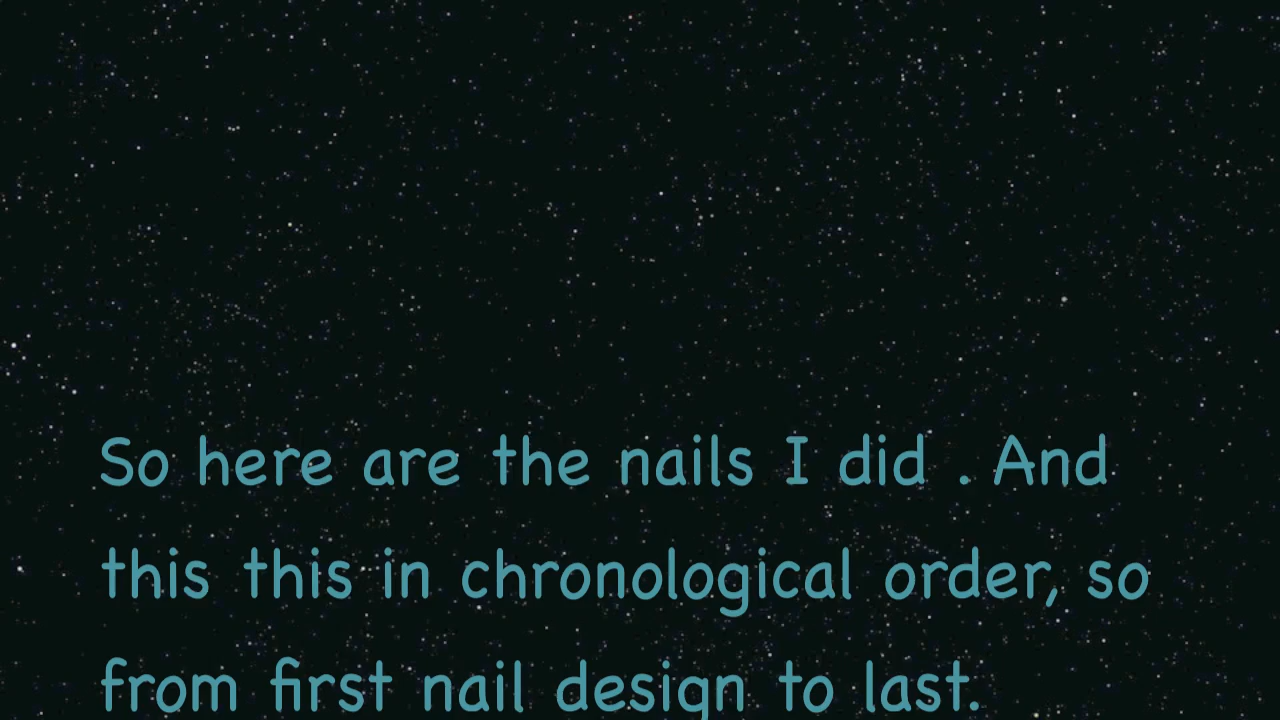 So here are the nails I did . And
this this in chronological order, so
from first nail design to last.